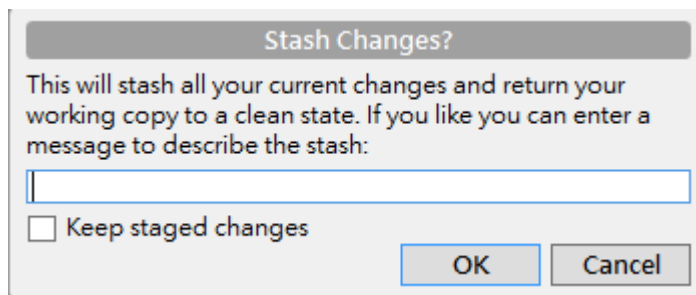 Stash Changes?
This will stash all your current changes and return your
working copy to a clean state. If you like you can enter a
message to describe the stash:
Keep staged changes
OK Cancel